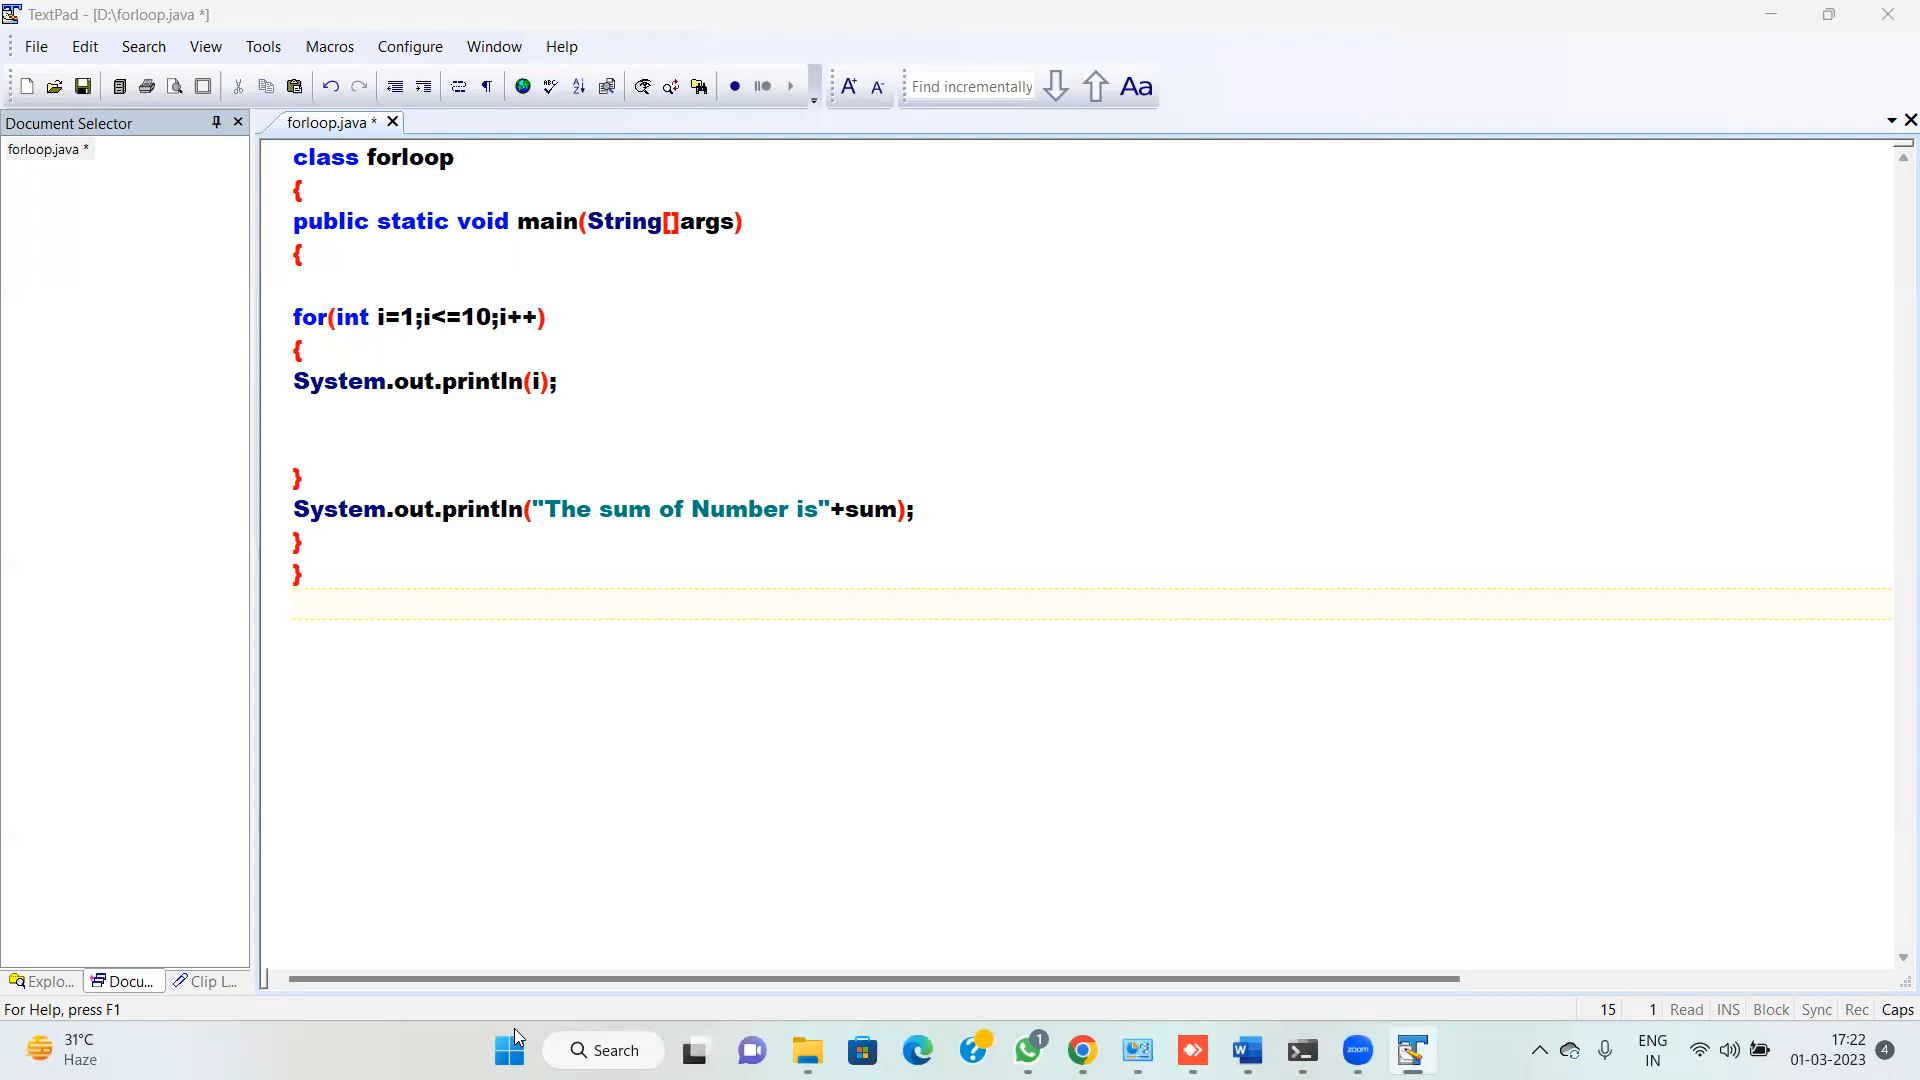 TextPad - [D:\forloop.java *]
File Edit Search View Tools Macros Configure Window Help
Find incrementally Aa
Document Selector
forloop.java *
forloop.java *
class forloop
{
public static void main(String[]args)
{
for(int i=1;i<=10;i++)
{
System.out.println(i);
}
System.out.println("The sum of Number is"+sum);
}
}
Explo... Docu... Clip L...
For Help, press F1
15 1 Read INS Block Sync Rec Caps
31°C
Haze
Search
1
zoom
ENG
IN
17:22
01-03-2023
4